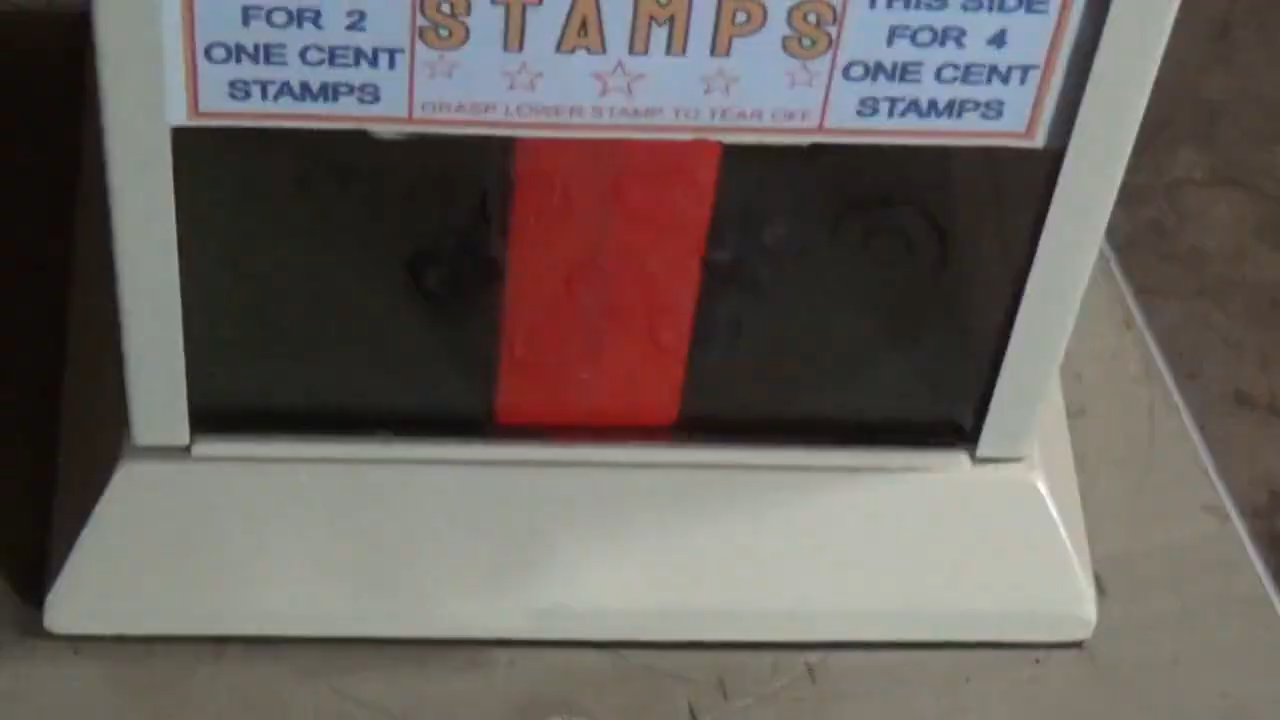 FOR 2
ONE CENT
STAMPS
STAMPS
GRASP LOWER STAMP TO TEAR OFF
THIS SIDE
FOR 4
ONE CENT
STAMPS